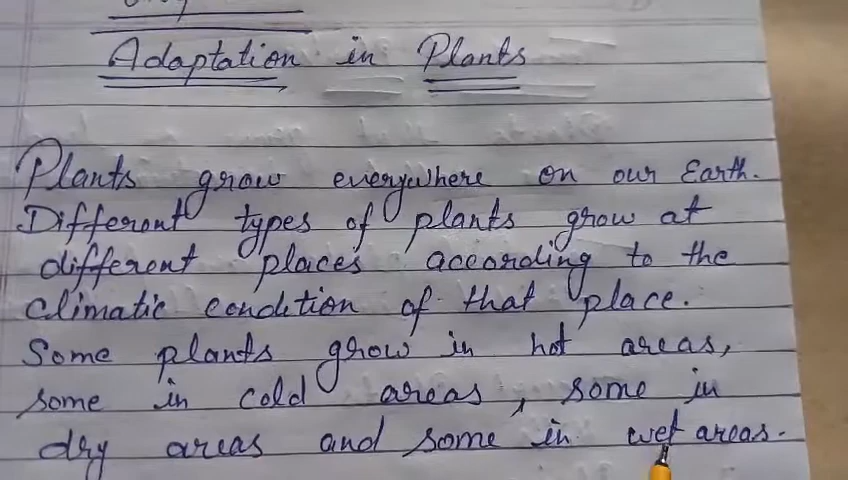 Adaptation in Plants
Plants grow everywhere on our Earth.
Different types of plants grow at
different places according to the
climatic condition of that place.
Some plants grow in hot areas,
some in cold areas, some in
dry areas and some in wet areas.